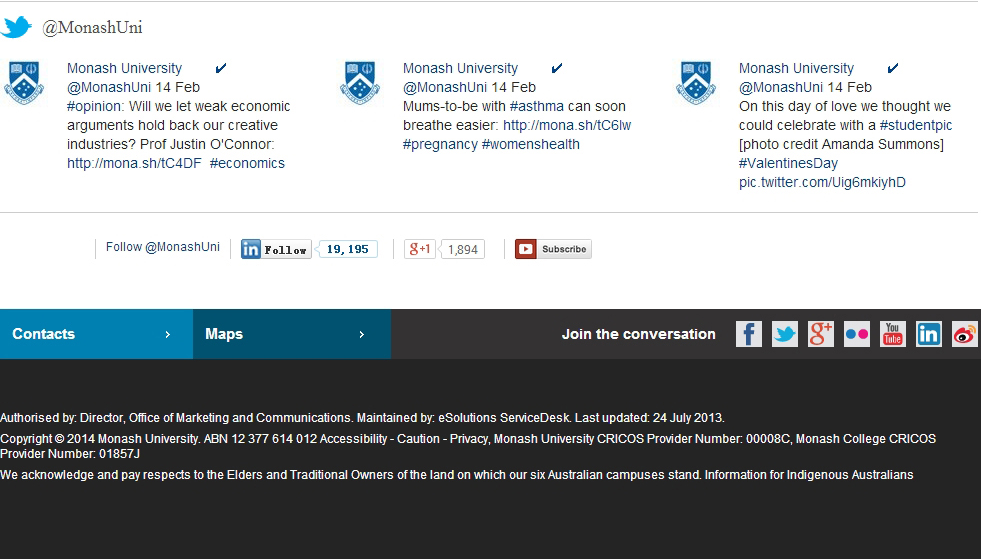 @MonashUni
Monash University
@MonashUni 14 Feb
#opinion: Will we let weak economic
arguments hold back our creative
industries? Prof Justin O'Connor:
http://mona.sh/tC4DF #economics
Monash University
@MonashUni 14 Feb
Mums-to-be with #asthma can soon
breathe easier: http://mona.sh/tC6lw
#pregnancy #womenshealth
Monash University
@MonashUni 14 Feb
On this day of love we thought we
could celebrate with a #studentpic
[photo credit Amanda Summons]
#ValentinesDay
pic.twitter.com/Uig6mkiyhD
Follow @MonashUni
in Follow 19,195
g+1 1,894
Subscribe
Contacts
Maps
Join the conversation
f
g+
You Tube
in
Authorised by: Director, Office of Marketing and Communications. Maintained by: eSolutions ServiceDesk. Last updated: 24 July 2013.
Copyright © 2014 Monash University. ABN 12 377 614 012 Accessibility - Caution - Privacy, Monash University CRICOS Provider Number: 00008C, Monash College CRICOS
Provider Number: 01857J
We acknowledge and pay respects to the Elders and Traditional Owners of the land on which our six Australian campuses stand. Information for Indigenous Australians